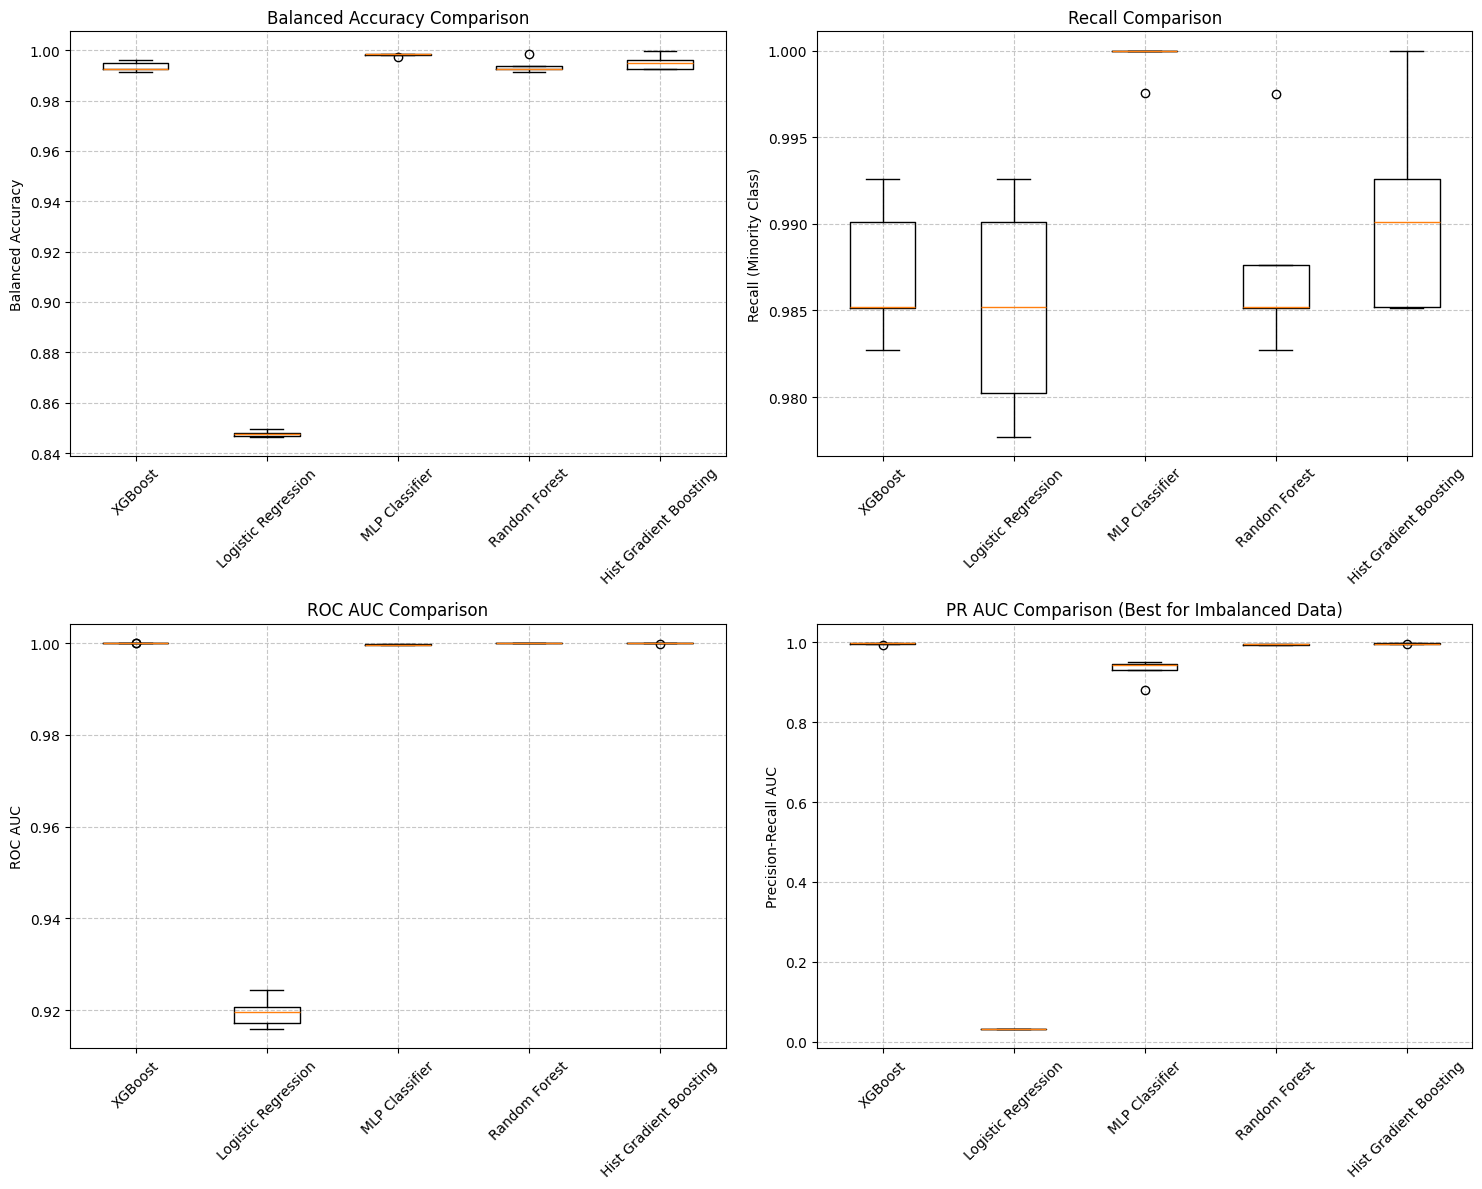 Balanced Accuracy Comparison
Balanced Accuracy
1.00
0.98
0.96
0.94
0.92
0.90
0.88
0.86
0.84
XGBoost
Logistic Regression
MLP Classifier
Random Forest
Hist Gradient Boosting
Recall Comparison
Recall (Minority Class)
1.000
0.995
0.990
0.985
0.980
XGBoost
Logistic Regression
MLP Classifier
Random Forest
Hist Gradient Boosting
ROC AUC Comparison
ROC AUC
1.00
0.98
0.96
0.94
0.92
XGBoost
Logistic Regression
MLP Classifier
Random Forest
Hist Gradient Boosting
PR AUC Comparison (Best for Imbalanced Data)
Precision-Recall AUC
1.0
0.8
0.6
0.4
0.2
0.0
XGBoost
Logistic Regression
MLP Classifier
Random Forest
Hist Gradient Boosting